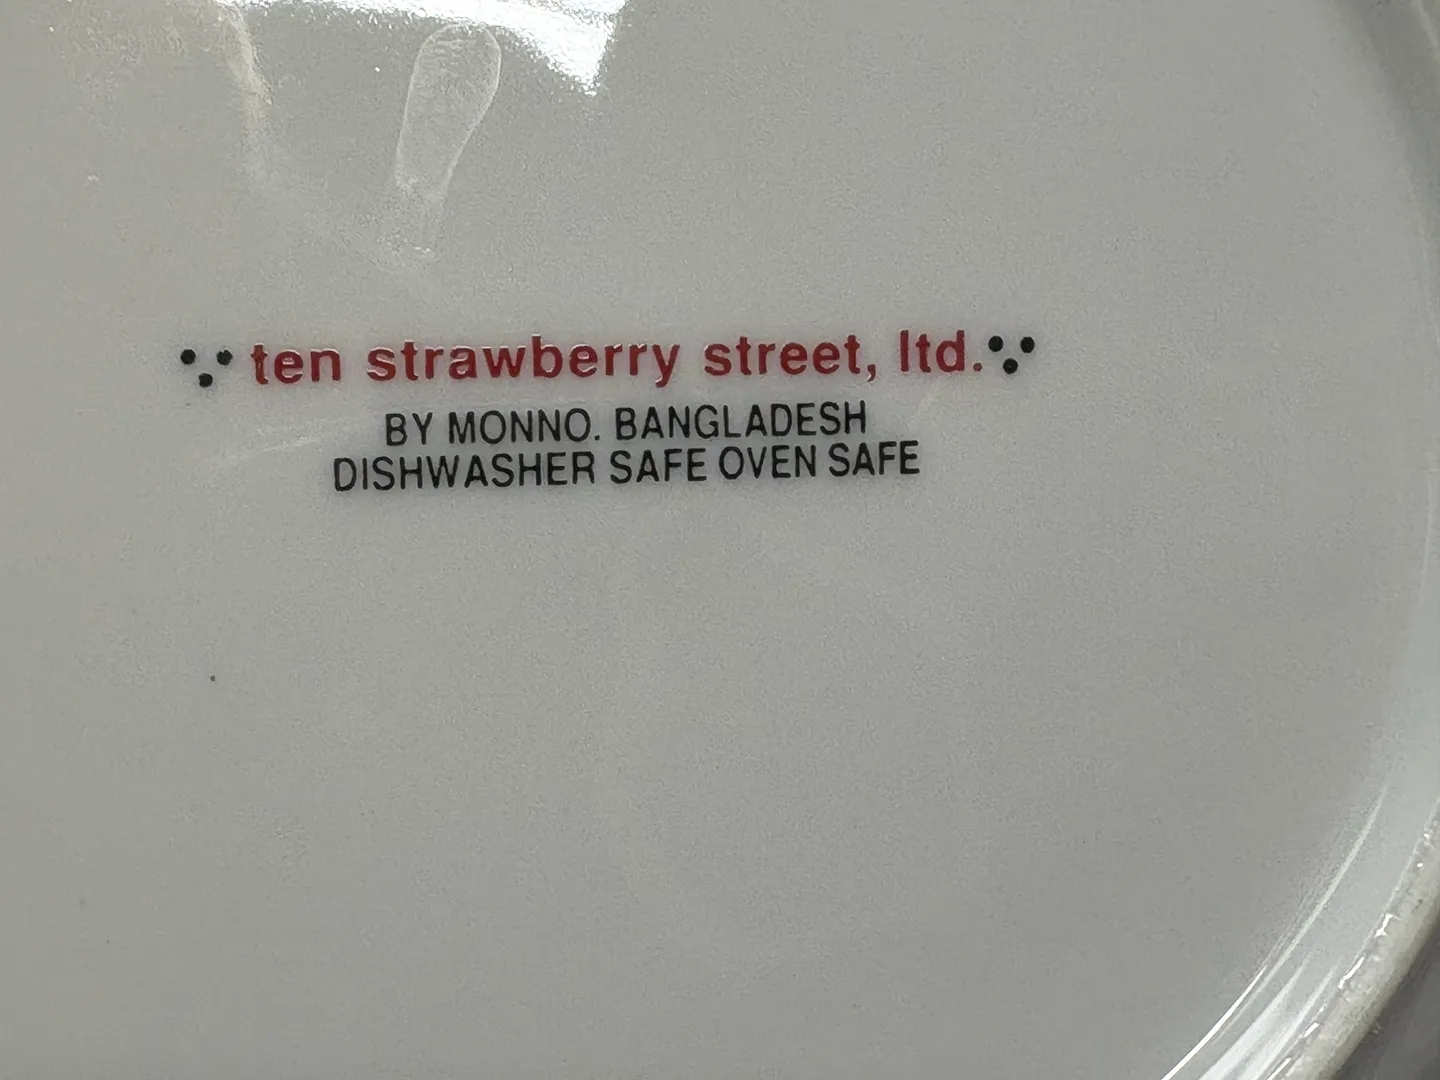 ten strawberry street, ltd.
BY MONNO. BANGLADESH
DISHWASHER SAFE OVEN SAFE